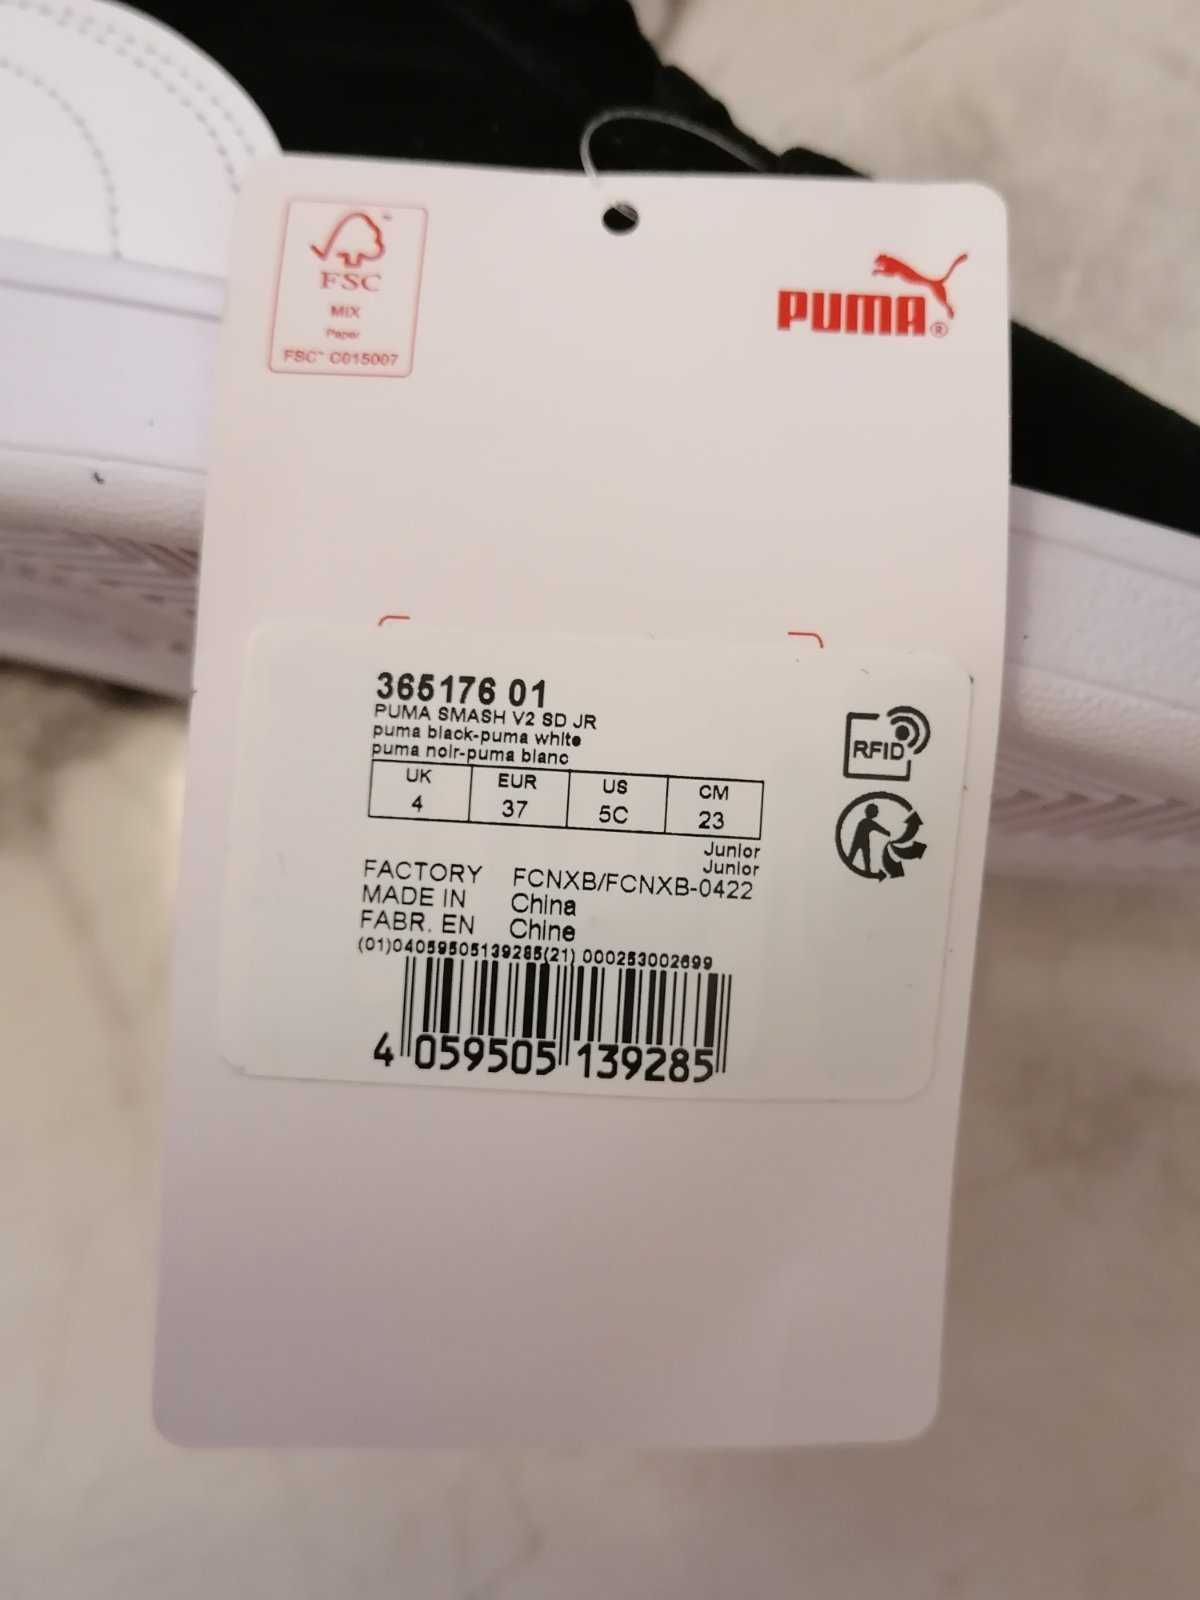 FSC™
MIX
Paper
FSC™ C015007
PUMA®
365176 01
PUMA SMASH V2 SD JR
puma black-puma white
puma noir-puma blanc
UK EUR US CM
4 37 5C 23
Junior
Junior
FACTORY FCNXB/FCNXB-0422
MADE IN China
FABR. EN Chine
(01)04059505139285(21) 000253002699
RFID
4 059505 139285